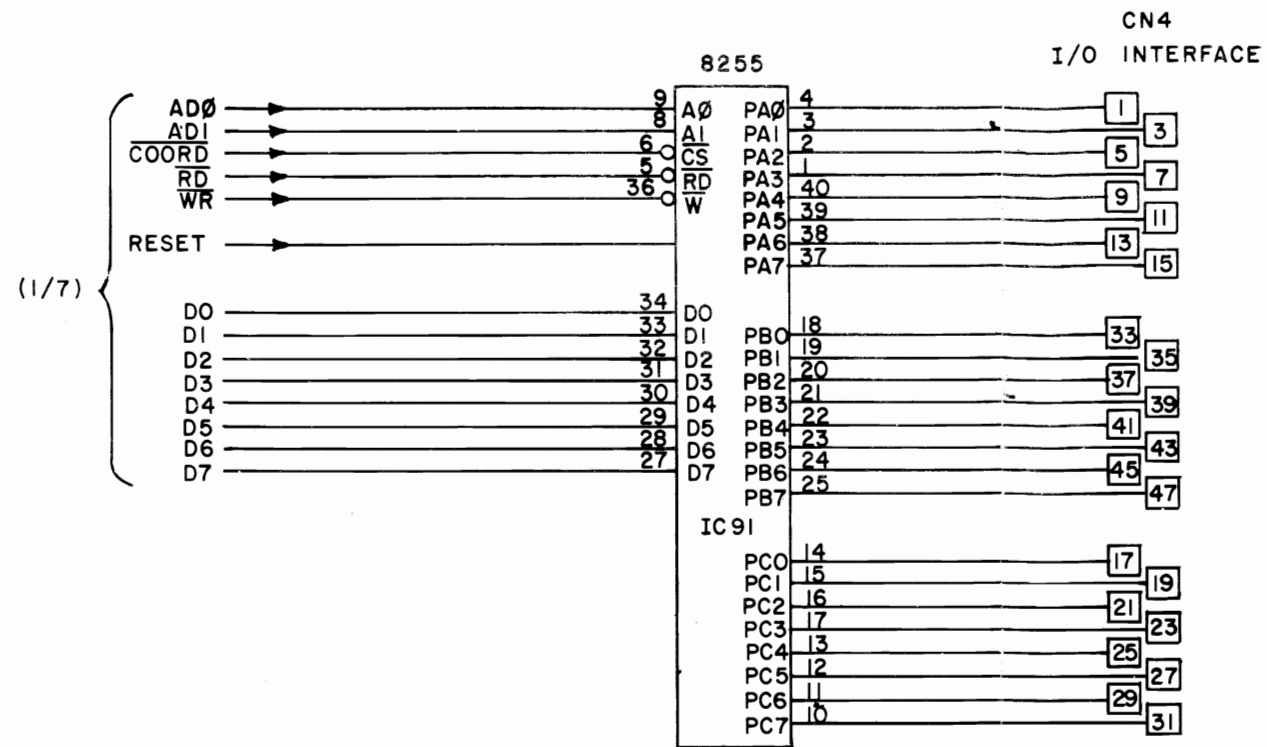 CN4
I/O INTERFACE
8255
ADØ 9 AØ PAØ 4 1
AD1 8 A1 PA1 3 3
COORD 6 CS PA2 2 5
RD 5 RD PA3 1 7
WR 36 W PA4 40 9
PA5 39 11
RESET PA6 38 13
PA7 37 15
(1/7)
D0 34 D0
D1 33 D1 PB0 18 33
D2 32 D2 PB1 19 35
D3 31 D3 PB2 20 37
D4 30 D4 PB3 21 39
D5 29 D5 PB4 22 41
D6 28 D6 PB5 23 43
D7 27 D7 PB6 24 45
PB7 25 47
IC91
PC0 14 17
PC1 15 19
PC2 16 21
PC3 17 23
PC4 13 25
PC5 12 27
PC6 11 29
PC7 10 31